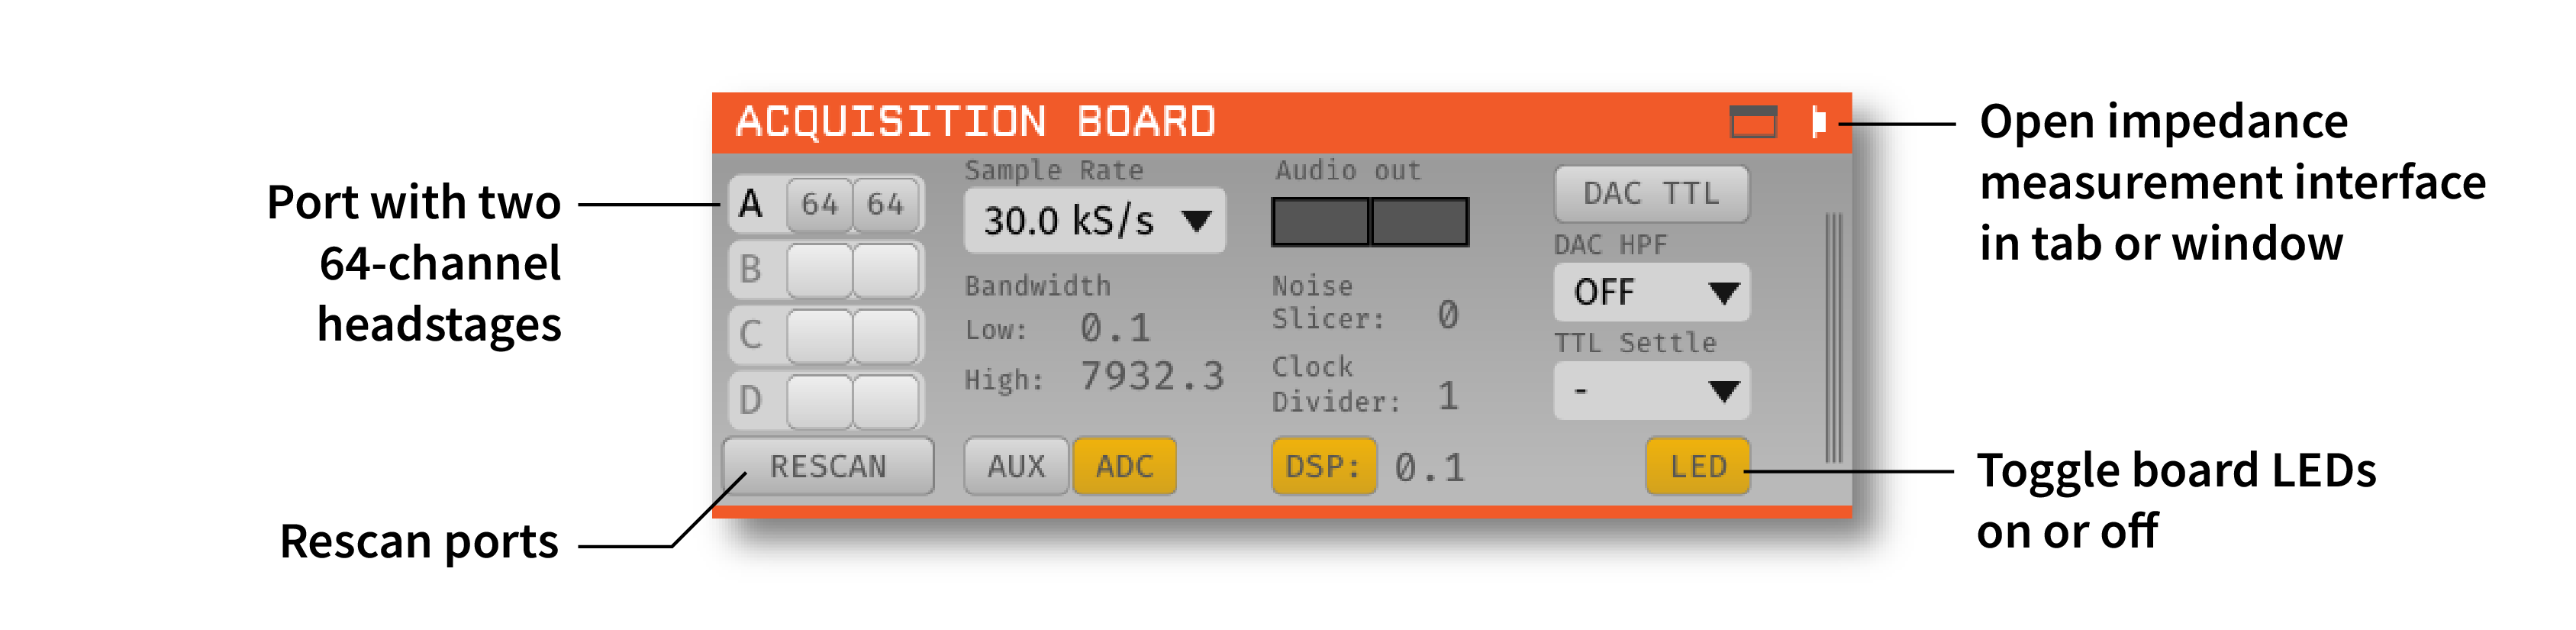 ACQUISITION BOARD
Port with two
64-channel
headstages
Rescan ports
A 64 64
B
C
D
RESCAN
Sample Rate
30.0 kS/s
Bandwidth
Low: 0.1
High: 7932.3
AUX ADC
Audio out
Noise
Slicer: 0
Clock
Divider: 1
DSP: 0.1
DAC TTL
DAC HPF
OFF
TTL Settle
-
LED
Open impedance
measurement interface
in tab or window
Toggle board LEDs
on or off